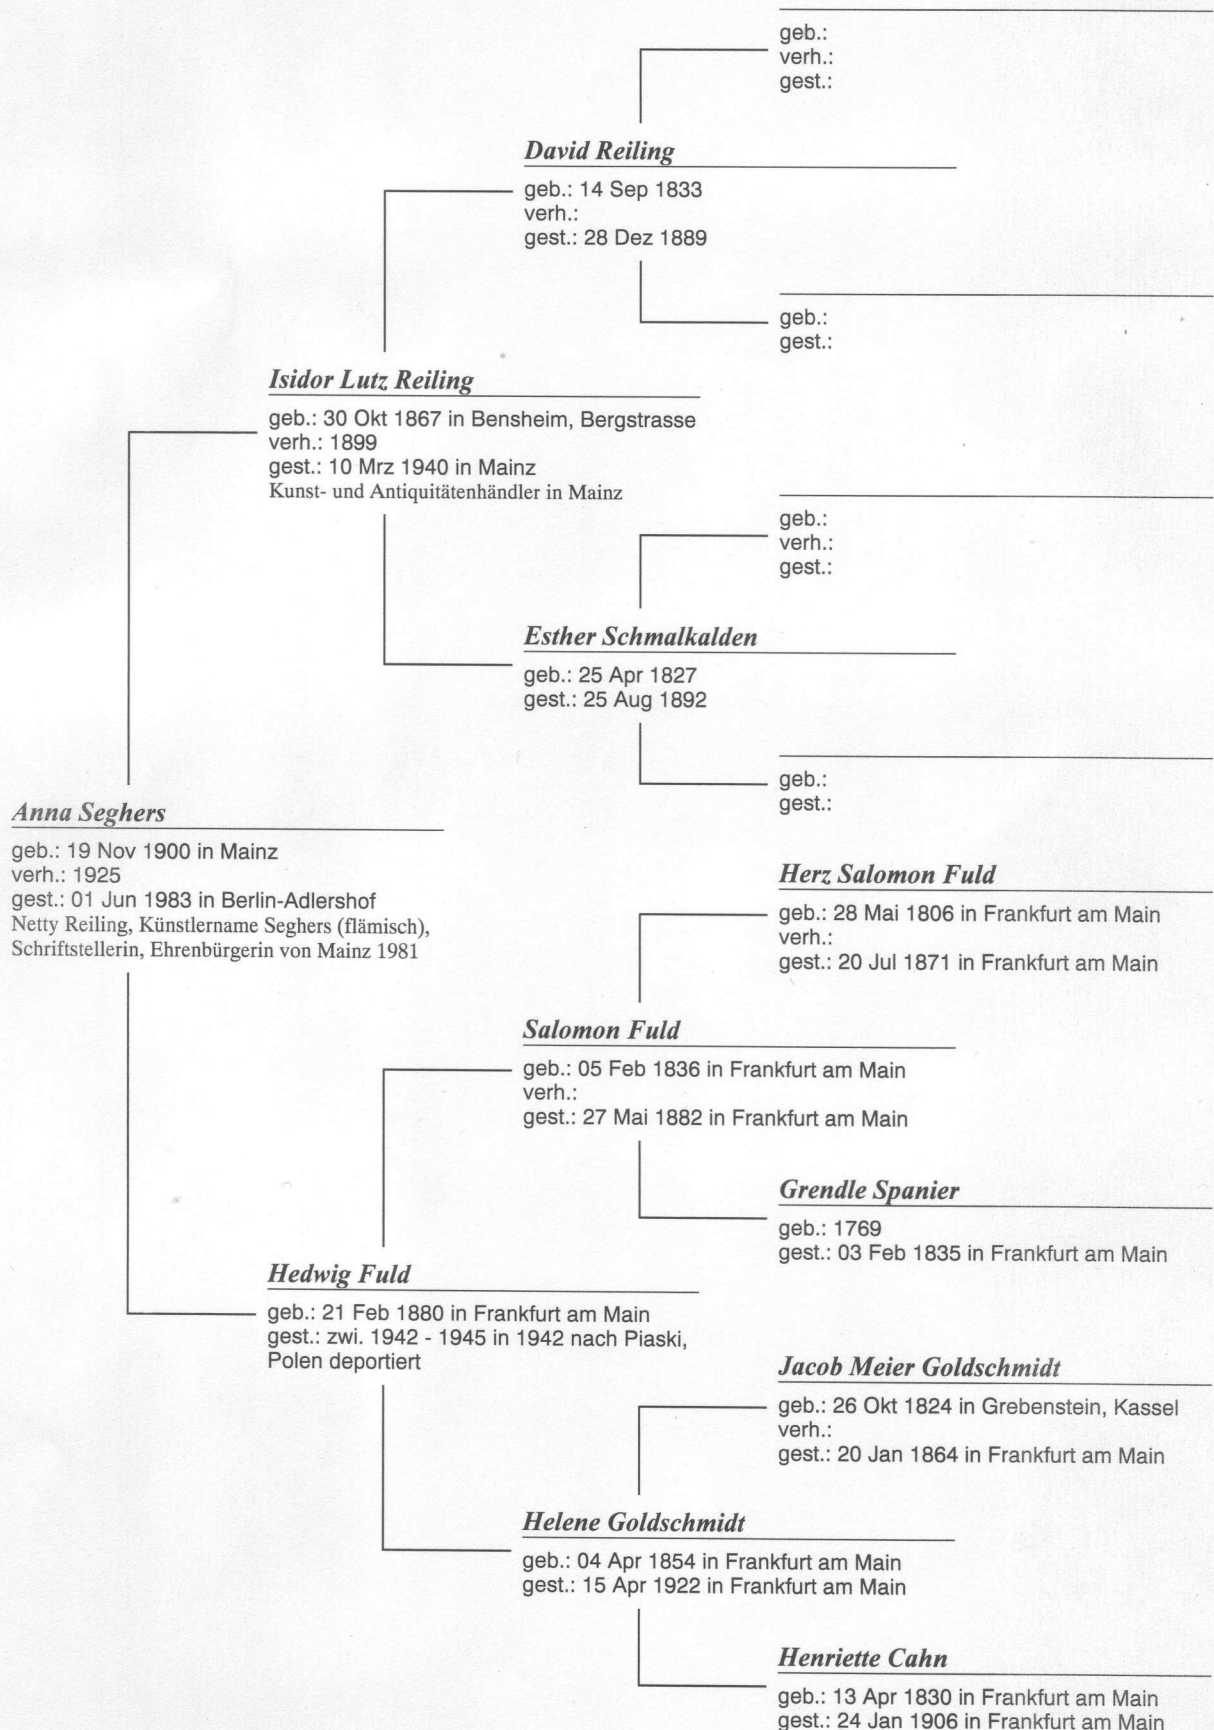 geb.:
verh.:
gest.:
David Reiling
geb.: 14 Sep 1833
verh.:
gest.: 28 Dez 1889
geb.:
gest.:
Isidor Lutz Reiling
geb.: 30 Okt 1867 in Bensheim, Bergstrasse
verh.: 1899
gest.: 10 Mrz 1940 in Mainz
Kunst- und Antiquitätenhändler in Mainz
geb.:
verh.:
gest.:
Esther Schmalkalden
geb.: 25 Apr 1827
gest.: 25 Aug 1892
geb.:
gest.:
Anna Seghers
geb.: 19 Nov 1900 in Mainz
verh.: 1925
gest.: 01 Jun 1983 in Berlin-Adlershof
Netty Reiling, Künstlername Seghers (flämisch),
Schriftstellerin, Ehrenbürgerin von Mainz 1981
Herz Salomon Fuld
geb.: 28 Mai 1806 in Frankfurt am Main
verh.:
gest.: 20 Jul 1871 in Frankfurt am Main
Salomon Fuld
geb.: 05 Feb 1836 in Frankfurt am Main
verh.:
gest.: 27 Mai 1882 in Frankfurt am Main
Grendle Spanier
geb.: 1769
gest.: 03 Feb 1835 in Frankfurt am Main
Hedwig Fuld
geb.: 21 Feb 1880 in Frankfurt am Main
gest.: zwi. 1942 - 1945 in 1942 nach Piaski,
Polen deportiert
Jacob Meier Goldschmidt
geb.: 26 Okt 1824 in Grebenstein, Kassel
verh.:
gest.: 20 Jan 1864 in Frankfurt am Main
Helene Goldschmidt
geb.: 04 Apr 1854 in Frankfurt am Main
gest.: 15 Apr 1922 in Frankfurt am Main
Henriette Cahn
geb.: 13 Apr 1830 in Frankfurt am Main
gest.: 24 Jan 1906 in Frankfurt am Main